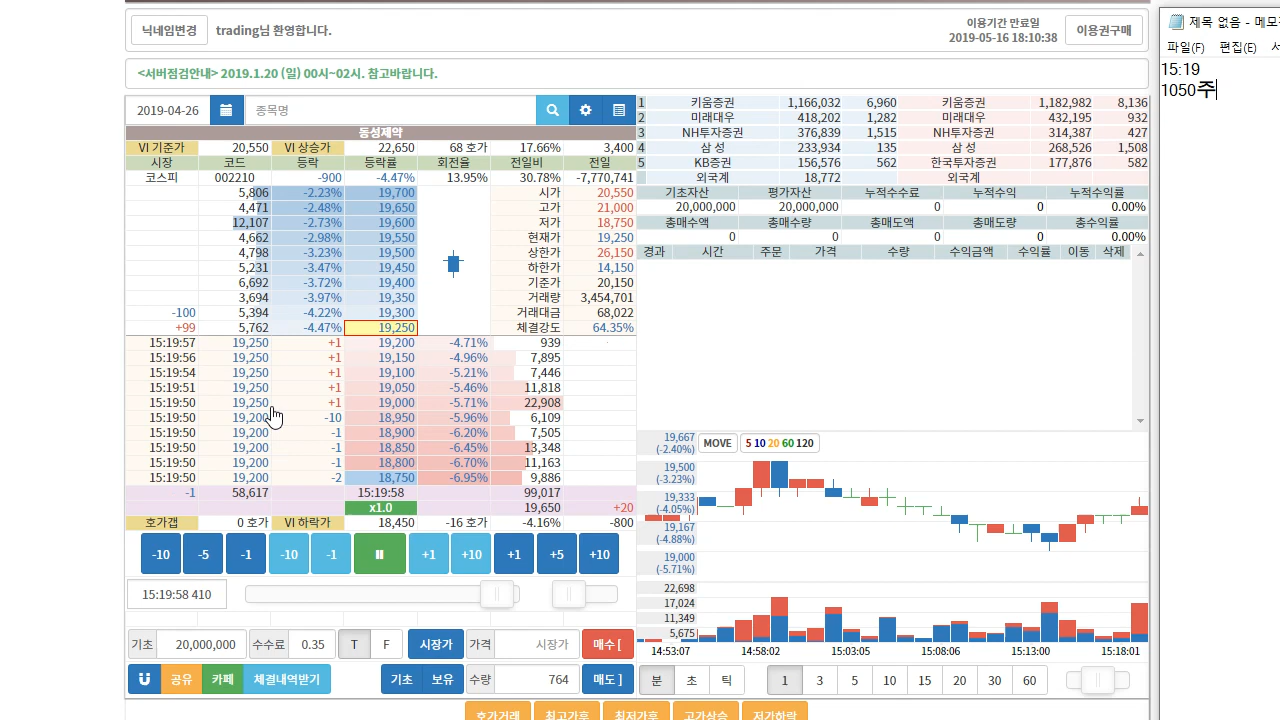 닉네임변경 trading님 환영합니다. 이용기간 만료일 2019-05-16 18:10:38 이용권구매
<서버점검안내> 2019.1.20 (일) 00시~02시. 참고바랍니다.
2019-04-26 종목명
동성제약
VI 기준가 20,550 VI 상승가 22,650 68 호가 17.66% 3,400
시장 코드 등락 등락률 회전율 전일비 전일
코스피 002210 -900 -4.47% 13.95% 30.78% -7,770,741
5,806 -2.23% 19,700 시가 20,550
4,471 -2.48% 19,650 고가 21,000
12,107 -2.73% 19,600 저가 18,750
4,662 -2.98% 19,550 현재가 19,250
4,798 -3.23% 19,500 상한가 26,150
5,231 -3.47% 19,450 하한가 14,150
6,692 -3.72% 19,400 기준가 20,150
3,694 -3.97% 19,350 거래량 3,454,701
-100 5,394 -4.22% 19,300 거래대금 68,022
+99 5,762 -4.47% 19,250 체결강도 64.35%
15:19:57 19,250 +1 19,200 -4.71% 939
15:19:56 19,250 +1 19,150 -4.96% 7,895
15:19:54 19,250 +1 19,100 -5.21% 7,446
15:19:51 19,250 +1 19,050 -5.46% 11,818
15:19:50 19,250 +1 19,000 -5.71% 22,908
15:19:50 19,200 -10 18,950 -5.96% 6,109
15:19:50 19,200 -1 18,900 -6.20% 7,505
15:19:50 19,200 -1 18,850 -6.45% 13,348
15:19:50 19,200 -1 18,800 -6.70% 11,163
15:19:50 19,200 -2 18,750 -6.95% 9,886
-1 58,617 15:19:58 99,017
x1.0 19,650 +20
호가갭 0 호가 VI 하락가 18,450 -16 호가 -4.16% -800
-10 -5 -1 -10 -1 +1 +10 +1 +5 +10
15:19:58 410
기초 20,000,000 수수료 0.35 T F 시장가 가격 시장가 매수 [
공유 카페 체결내역받기 기초 보유 수량 764 매도 ]
호가거례 최고가후 최저가후 고가상승 저가하락
1 키움증권 1,166,032 6,960 키움증권 1,182,982 8,136
2 미래대우 418,202 1,282 미래대우 432,195 932
3 NH투자증권 376,839 1,515 NH투자증권 314,387 427
4 삼 성 233,934 135 삼 성 268,526 1,508
5 KB증권 156,576 562 한국투자증권 177,876 582
외국계 18,772 외국계
기초자산 평가자산 누적수수료 누적수익 누적수익률
20,000,000 20,000,000 0 0 0.00%
총매수액 총매수량 총매도액 총매도량 총수익률
0 0 0 0 0.00%
경과 시간 주문 가격 수량 수익금액 수익률 이동 삭제
MOVE 5 10 20 60 120
19,667
(-2.40%)
19,500
(-3.23%)
19,333
(-4.05%)
19,167
(-4.88%)
19,000
(-5.71%)
22,698
17,024
11,349
5,675
14:53:07 14:58:02 15:03:05 15:08:06 15:13:00 15:18:01
분 초 틱 1 3 5 10 15 20 30 60
제목 없음 - 메모
파일(F) 편집(E) 서
15:19
1050주